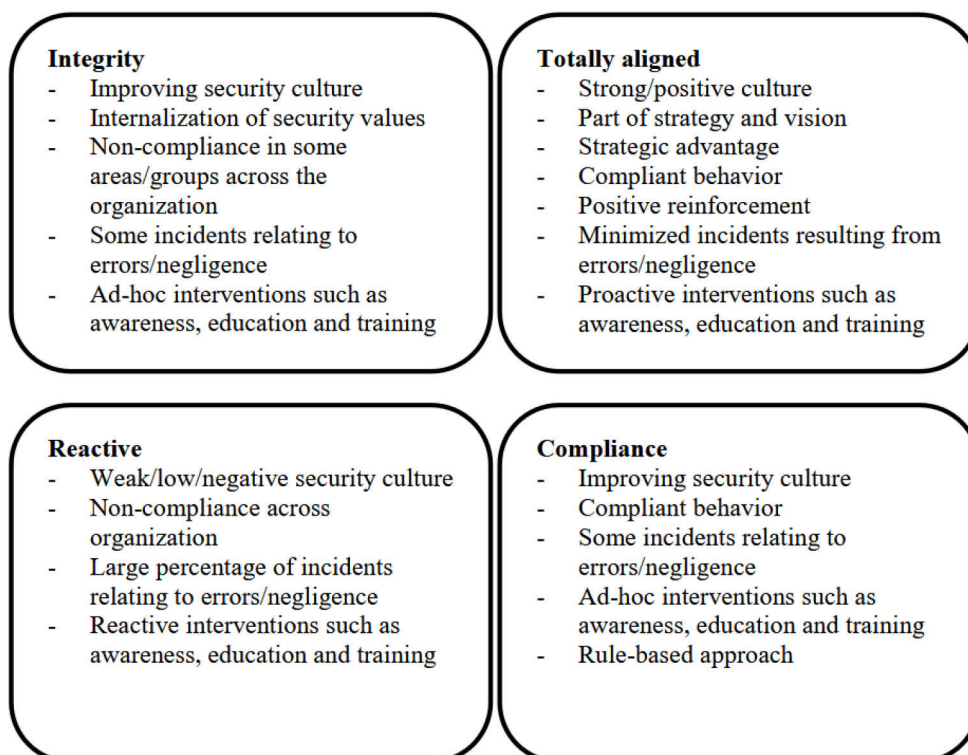 Integrity
- Improving security culture
- Internalization of security values
- Non-compliance in some
areas/groups across the
organization
- Some incidents relating to
errors/negligence
- Ad-hoc interventions such as
awareness, education and training
Totally aligned
- Strong/positive culture
- Part of strategy and vision
- Strategic advantage
- Compliant behavior
- Positive reinforcement
- Minimized incidents resulting from
errors/negligence
- Proactive interventions such as
awareness, education and training
Reactive
- Weak/low/negative security culture
- Non-compliance across
organization
- Large percentage of incidents
relating to errors/negligence
- Reactive interventions such as
awareness, education and training
Compliance
- Improving security culture
- Compliant behavior
- Some incidents relating to
errors/negligence
- Ad-hoc interventions such as
awareness, education and training
- Rule-based approach